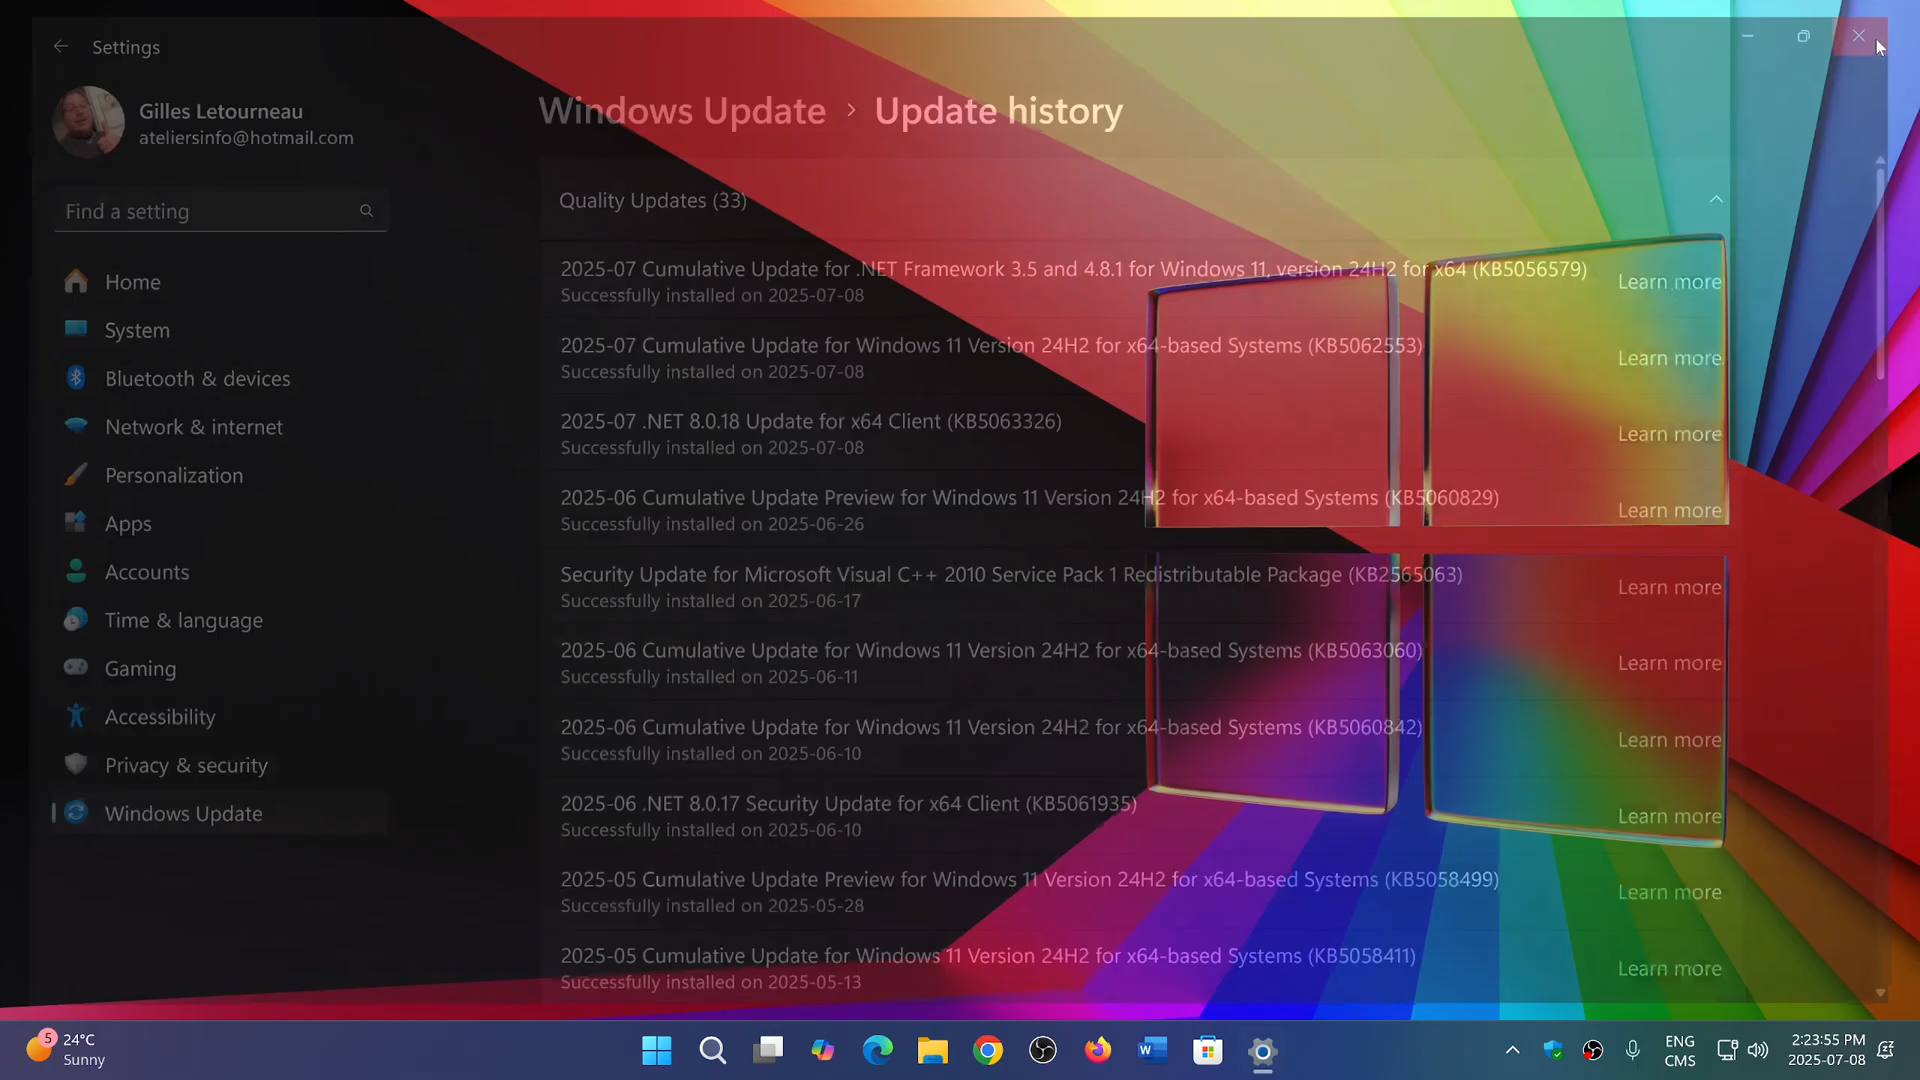 Settings
Gilles Letourneau
ateliersinfo@hotmail.com
Find a setting
Home
System
Bluetooth & devices
Network & internet
Personalization
Apps
Accounts
Time & language
Gaming
Accessibility
Privacy & security
Windows Update
Windows Update > Update history
Quality Updates (33)
2025-07 Cumulative Update for .NET Framework 3.5 and 4.8.1 for Windows 11, version 24H2 for x64 (KB5056579)
Successfully installed on 2025-07-08
Learn more
2025-07 Cumulative Update for Windows 11 Version 24H2 for x64-based Systems (KB5062553)
Successfully installed on 2025-07-08
Learn more
2025-07 .NET 8.0.18 Update for x64 Client (KB5063326)
Successfully installed on 2025-07-08
Learn more
2025-06 Cumulative Update Preview for Windows 11 Version 24H2 for x64-based Systems (KB5060829)
Successfully installed on 2025-06-26
Learn more
Security Update for Microsoft Visual C++ 2010 Service Pack 1 Redistributable Package (KB2565063)
Successfully installed on 2025-06-17
Learn more
2025-06 Cumulative Update for Windows 11 Version 24H2 for x64-based Systems (KB5063060)
Successfully installed on 2025-06-11
Learn more
2025-06 Cumulative Update for Windows 11 Version 24H2 for x64-based Systems (KB5060842)
Successfully installed on 2025-06-10
Learn more
2025-06 .NET 8.0.17 Security Update for x64 Client (KB5061935)
Successfully installed on 2025-06-10
Learn more
2025-05 Cumulative Update Preview for Windows 11 Version 24H2 for x64-based Systems (KB5058499)
Successfully installed on 2025-05-28
Learn more
2025-05 Cumulative Update for Windows 11 Version 24H2 for x64-based Systems (KB5058411)
Successfully installed on 2025-05-13
Learn more
5
24°C
Sunny
W
ENG
CMS
2:23:55 PM
2025-07-08